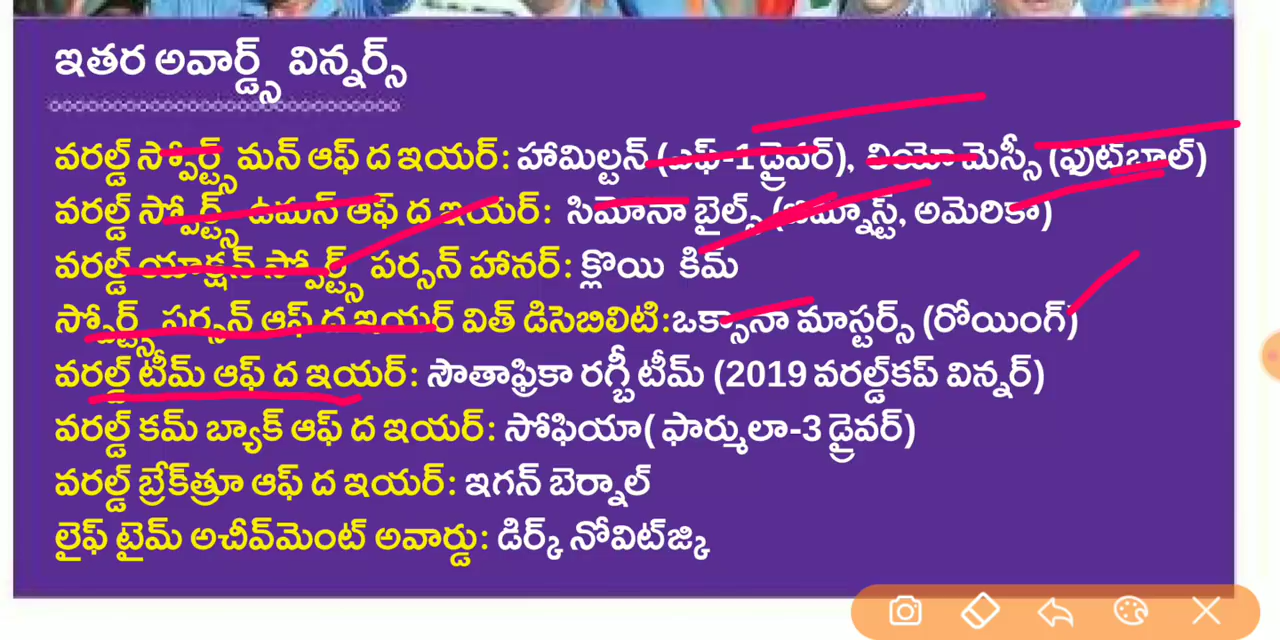 ఇతర అవార్డ్స్ విన్నర్స్
వరల్డ్ స్పోర్ట్స్ మన్ ఆఫ్ ద ఇయర్: హామిల్టన్ (ఎఫ్-1 డ్రైవర్), లియో మెస్సీ (ఫుట్‌బాల్)
వరల్డ్ స్పోర్ట్స్ ఉమన్ ఆఫ్ ద ఇయర్: సిమోనా బైల్స్ (జిమ్నాస్ట్, అమెరికా)
వరల్డ్ యాక్షన్ స్పోర్ట్స్ పర్సన్ హానర్: క్లొయి కిమ్
స్పోర్ట్స్ పర్సన్ ఆఫ్ ద ఇయర్ విత్ డిసెబిలిటి:ఒక్సానా మాస్టర్స్ (రోయింగ్)
వరల్డ్ టీమ్ ఆఫ్ ద ఇయర్: సౌతాఫ్రికా రగ్బీ టీమ్ (2019 వరల్డ్‌కప్ విన్నర్)
వరల్డ్ కమ్ బ్యాక్ ఆఫ్ ద ఇయర్: సోఫియా( ఫార్ములా-3 డ్రైవర్)
వరల్డ్ బ్రేక్‌త్రూ ఆఫ్ ద ఇయర్: ఇగన్ బెర్నాల్
లైఫ్ టైమ్ అచీవ్‌మెంట్ అవార్డు: డిర్క్ నోవిట్‌జ్కి